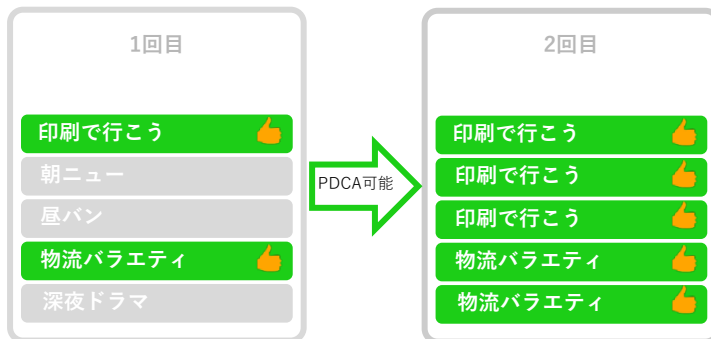 1回目
印刷で行こう
朝ニュー
昼バン
物流バラエティ
深夜ドラマ
PDCA可能
2回目
印刷で行こう
印刷で行こう
印刷で行こう
物流バラエティ
物流バラエティ